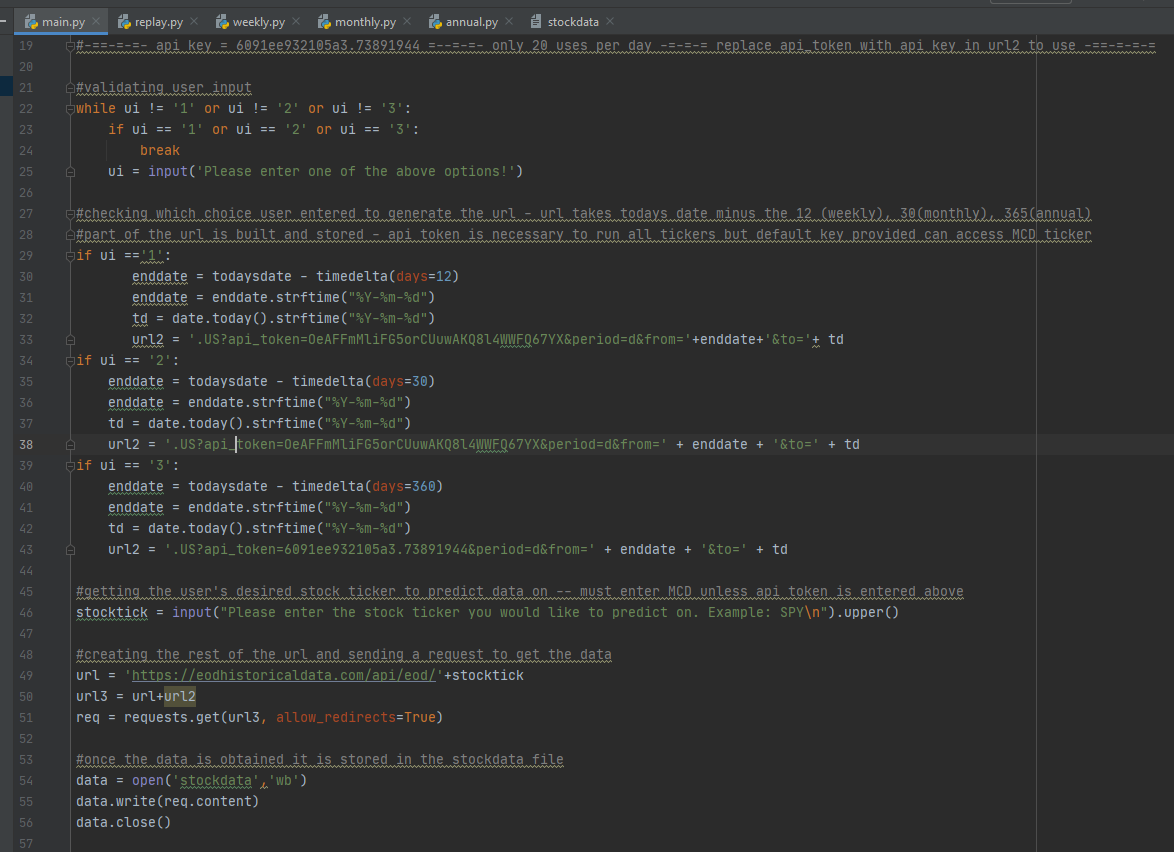 main.py replay.py weekly.py monthly.py annual.py stockdata
19 #-===-=-=- api key = 6091ee932105a3.73891944 =--=-=- only 20 uses per day -=-=-= replace api_token with api key in url2 to use -==-=-=-=
20
21 #validating user input
22 while ui != '1' or ui != '2' or ui != '3':
23     if ui == '1' or ui == '2' or ui == '3':
24         break
25     ui = input('Please enter one of the above options!')
26
27 #checking which choice user entered to generate the url - url takes todays date minus the 12 (weekly), 30(monthly), 365(annual)
28 #part of the url is built and stored - api token is necessary to run all tickers but default key provided can access MCD ticker
29 if ui =='1':
30        enddate = todaysdate - timedelta(days=12)
31        enddate = enddate.strftime("%Y-%m-%d")
32        td = date.today().strftime("%Y-%m-%d")
33        url2 = '.US?api_token=OeAFFmMliFG5orCUuwAKQ8l4WWFQ67YX&period=d&from='+enddate+'&to='+ td
34 if ui == '2':
35     enddate = todaysdate - timedelta(days=30)
36     enddate = enddate.strftime("%Y-%m-%d")
37     td = date.today().strftime("%Y-%m-%d")
38     url2 = '.US?api_token=OeAFFmMliFG5orCUuwAKQ8l4WWFQ67YX&period=d&from=' + enddate + '&to=' + td
39 if ui == '3':
40     enddate = todaysdate - timedelta(days=360)
41     enddate = enddate.strftime("%Y-%m-%d")
42     td = date.today().strftime("%Y-%m-%d")
43     url2 = '.US?api_token=6091ee932105a3.73891944&period=d&from=' + enddate + '&to=' + td
44
45 #getting the user's desired stock ticker to predict data on -- must enter MCD unless api token is entered above
46 stocktick = input("Please enter the stock ticker you would like to predict on. Example: SPY\n").upper()
47
48 #creating the rest of the url and sending a request to get the data
49 url = 'https://eodhistoricaldata.com/api/eod/'+stocktick
50 url3 = url+url2
51 req = requests.get(url3, allow_redirects=True)
52
53 #once the data is obtained it is stored in the stockdata file
54 data = open('stockdata','wb')
55 data.write(req.content)
56 data.close()
57